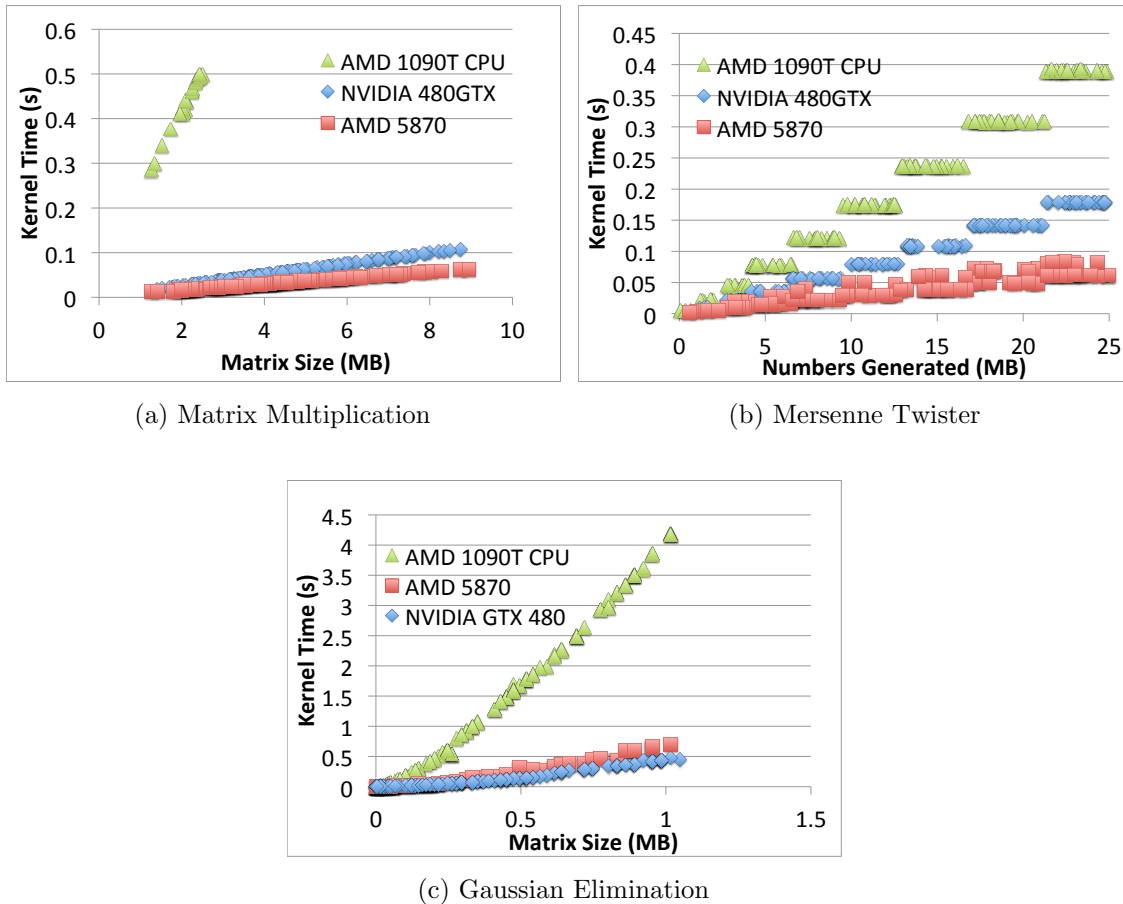 0.6
0.5
0.4
0.3
0.2
0.1
0
Kernel Time (s)
AMD 1090T CPU
NVIDIA 480GTX
AMD 5870
0 2 4 6 8 10
Matrix Size (MB)
(a) Matrix Multiplication
0.45
0.4
0.35
0.3
0.25
0.2
0.15
0.1
0.05
0
Kernel Time (s)
AMD 1090T CPU
NVIDIA 480GTX
AMD 5870
0 5 10 15 20 25
Numbers Generated (MB)
(b) Mersenne Twister
4.5
4
3.5
3
2.5
2
1.5
1
0.5
0
Kernel Time (s)
AMD 1090T CPU
AMD 5870
NVIDIA GTX 480
0 0.5 1 1.5
Matrix Size (MB)
(c) Gaussian Elimination